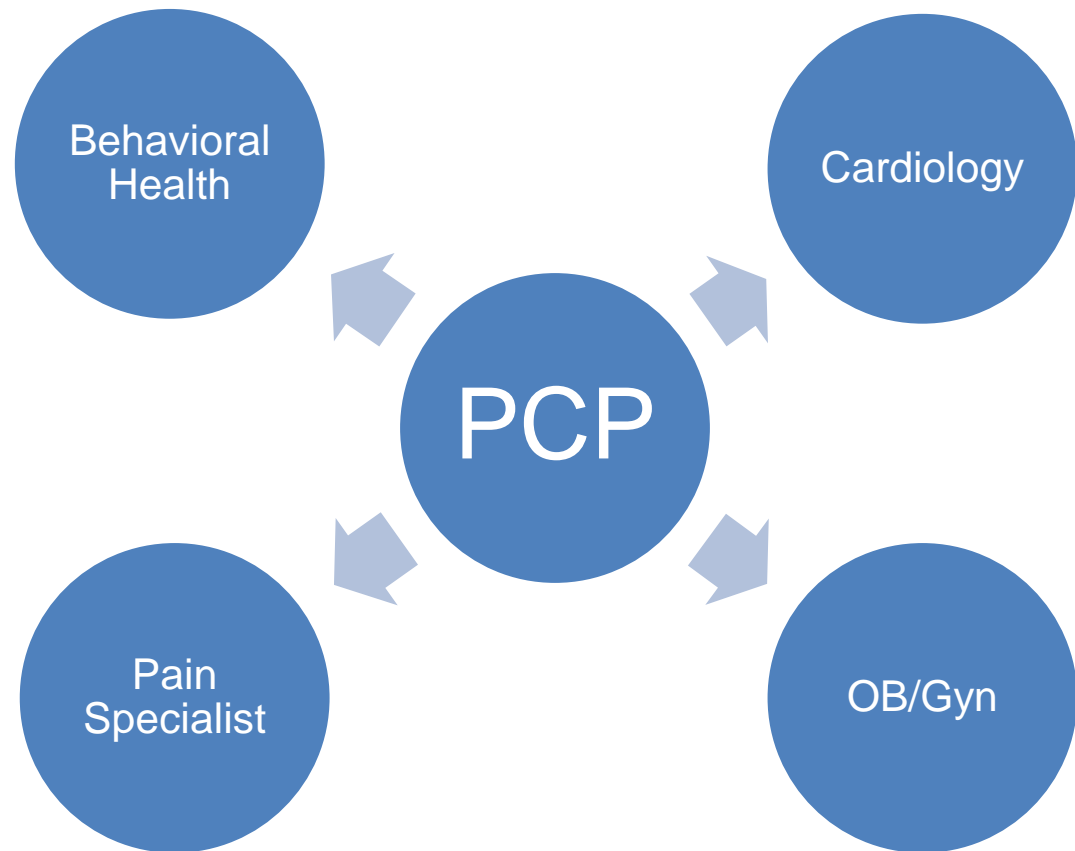 Behavioral
Health
Cardiology
PCP
Pain
Specialist
OB/Gyn